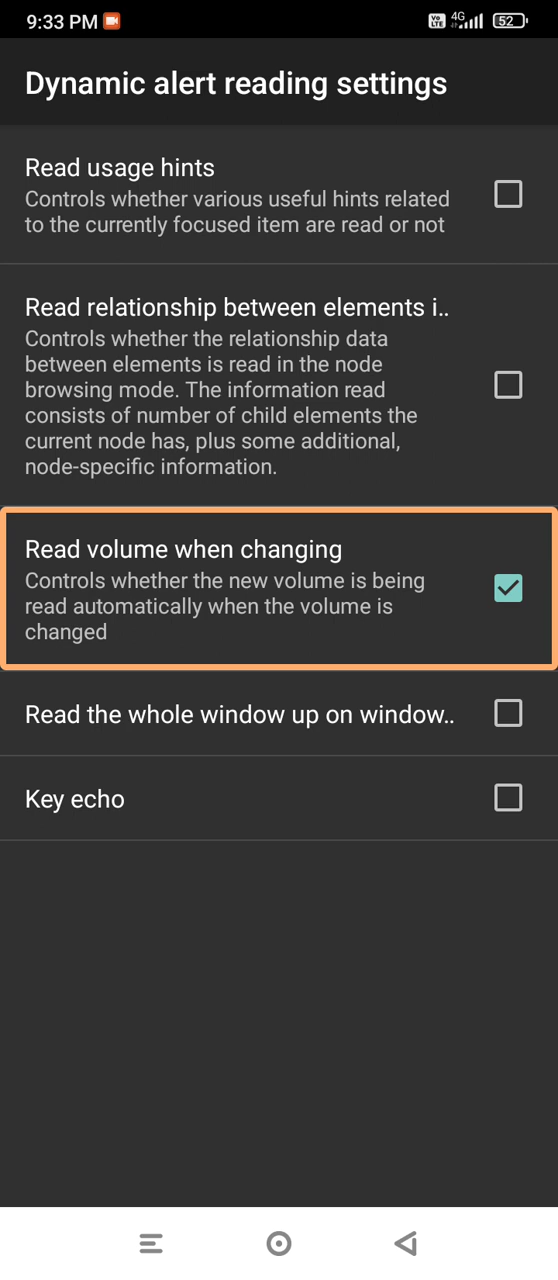 9:33 PM Vo LTE 4G 52
Dynamic alert reading settings
Read usage hints
Controls whether various useful hints related
to the currently focused item are read or not
Read relationship between elements i..
Controls whether the relationship data
between elements is read in the node
browsing mode. The information read
consists of number of child elements the
current node has, plus some additional,
node-specific information.
Read volume when changing
Controls whether the new volume is being
read automatically when the volume is
changed
Read the whole window up on window..
Key echo